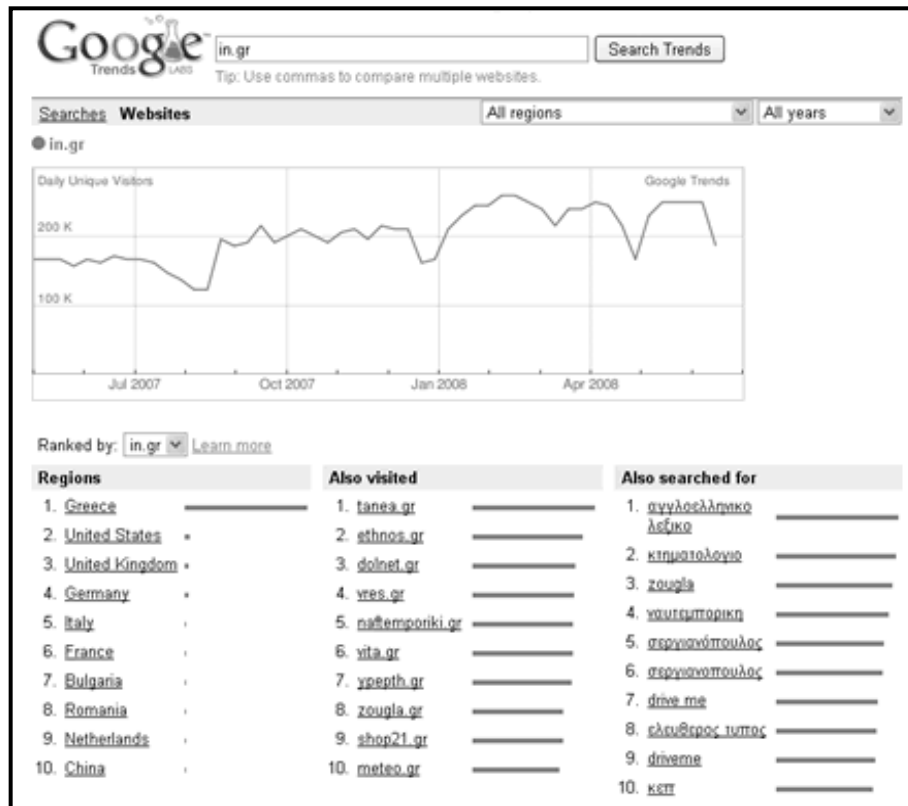 Google™
Trends LABS
in.gr
Search Trends
Tip: Use commas to compare multiple websites.
Searches Websites
All regions
All years
in.gr
Daily Unique Visitors
Google Trends
200 K
100 K
Jul 2007
Oct 2007
Jan 2008
Apr 2008
Ranked by: in.gr Learn more
Regions
1. Greece
2. United States
3. United Kingdom
4. Germany
5. Italy
6. France
7. Bulgaria
8. Romania
9. Netherlands
10. China
Also visited
1. tanea.gr
2. ethnos.gr
3. dolnet.gr
4. vres.gr
5. naftemporiki.gr
6. vita.gr
7. ypepth.gr
8. zougla.gr
9. shop21.gr
10. meteo.gr
Also searched for
1. αγγλοελληνικο
λεξικο
2. κτηματολογιο
3. zougla
4. ναυτεμπορικη
5. σεργιανόπουλος
6. σεργιανοπουλος
7. drive me
8. ελευθερος τυπος
9. driveme
10. κεπ